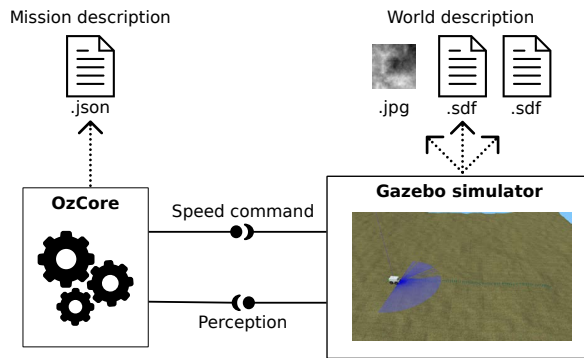 Mission description
World description
.json
.jpg
.sdf
.sdf
OzCore
Gazebo simulator
Speed command
Perception